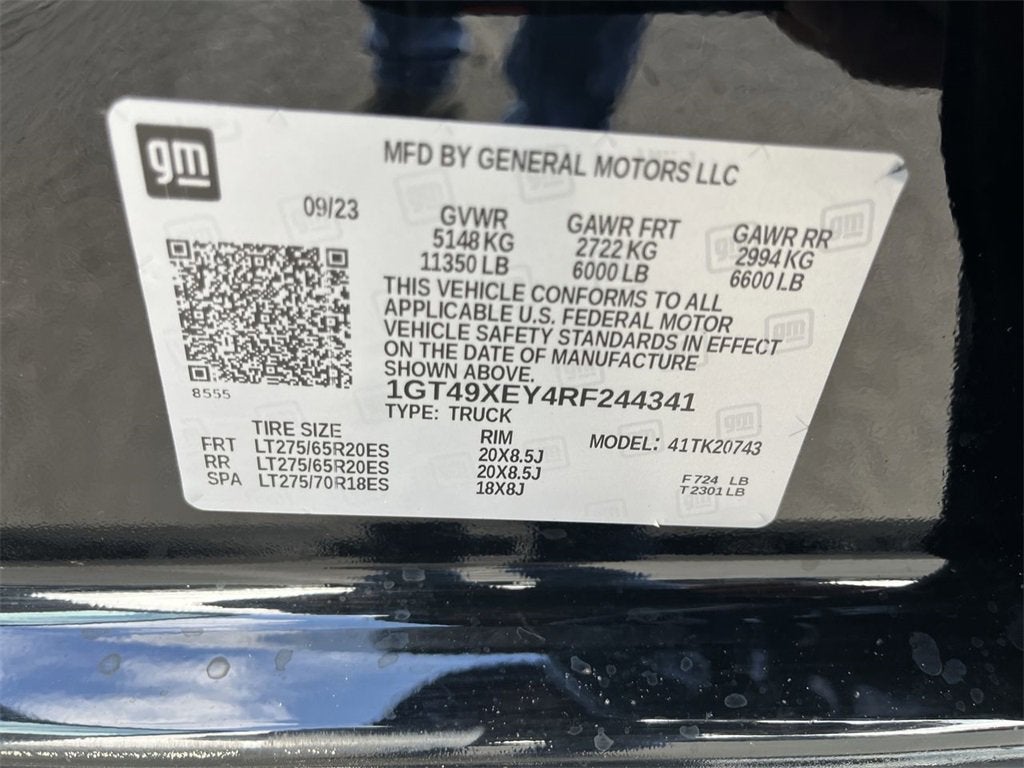 gm
MFD BY GENERAL MOTORS LLC
09/23
GVWR GAWR FRT GAWR RR
5148 KG 2722 KG 2994 KG
11350 LB 6000 LB 6600 LB
THIS VEHICLE CONFORMS TO ALL
APPLICABLE U.S. FEDERAL MOTOR
VEHICLE SAFETY STANDARDS IN EFFECT
ON THE DATE OF MANUFACTURE
SHOWN ABOVE.
8555
1GT49XEY4RF244341
TYPE: TRUCK
TIRE SIZE RIM MODEL: 41TK20743
FRT LT275/65R20ES 20X8.5J
RR LT275/65R20ES 20X8.5J
SPA LT275/70R18ES 18X8J
F 724 LB
T 2301 LB